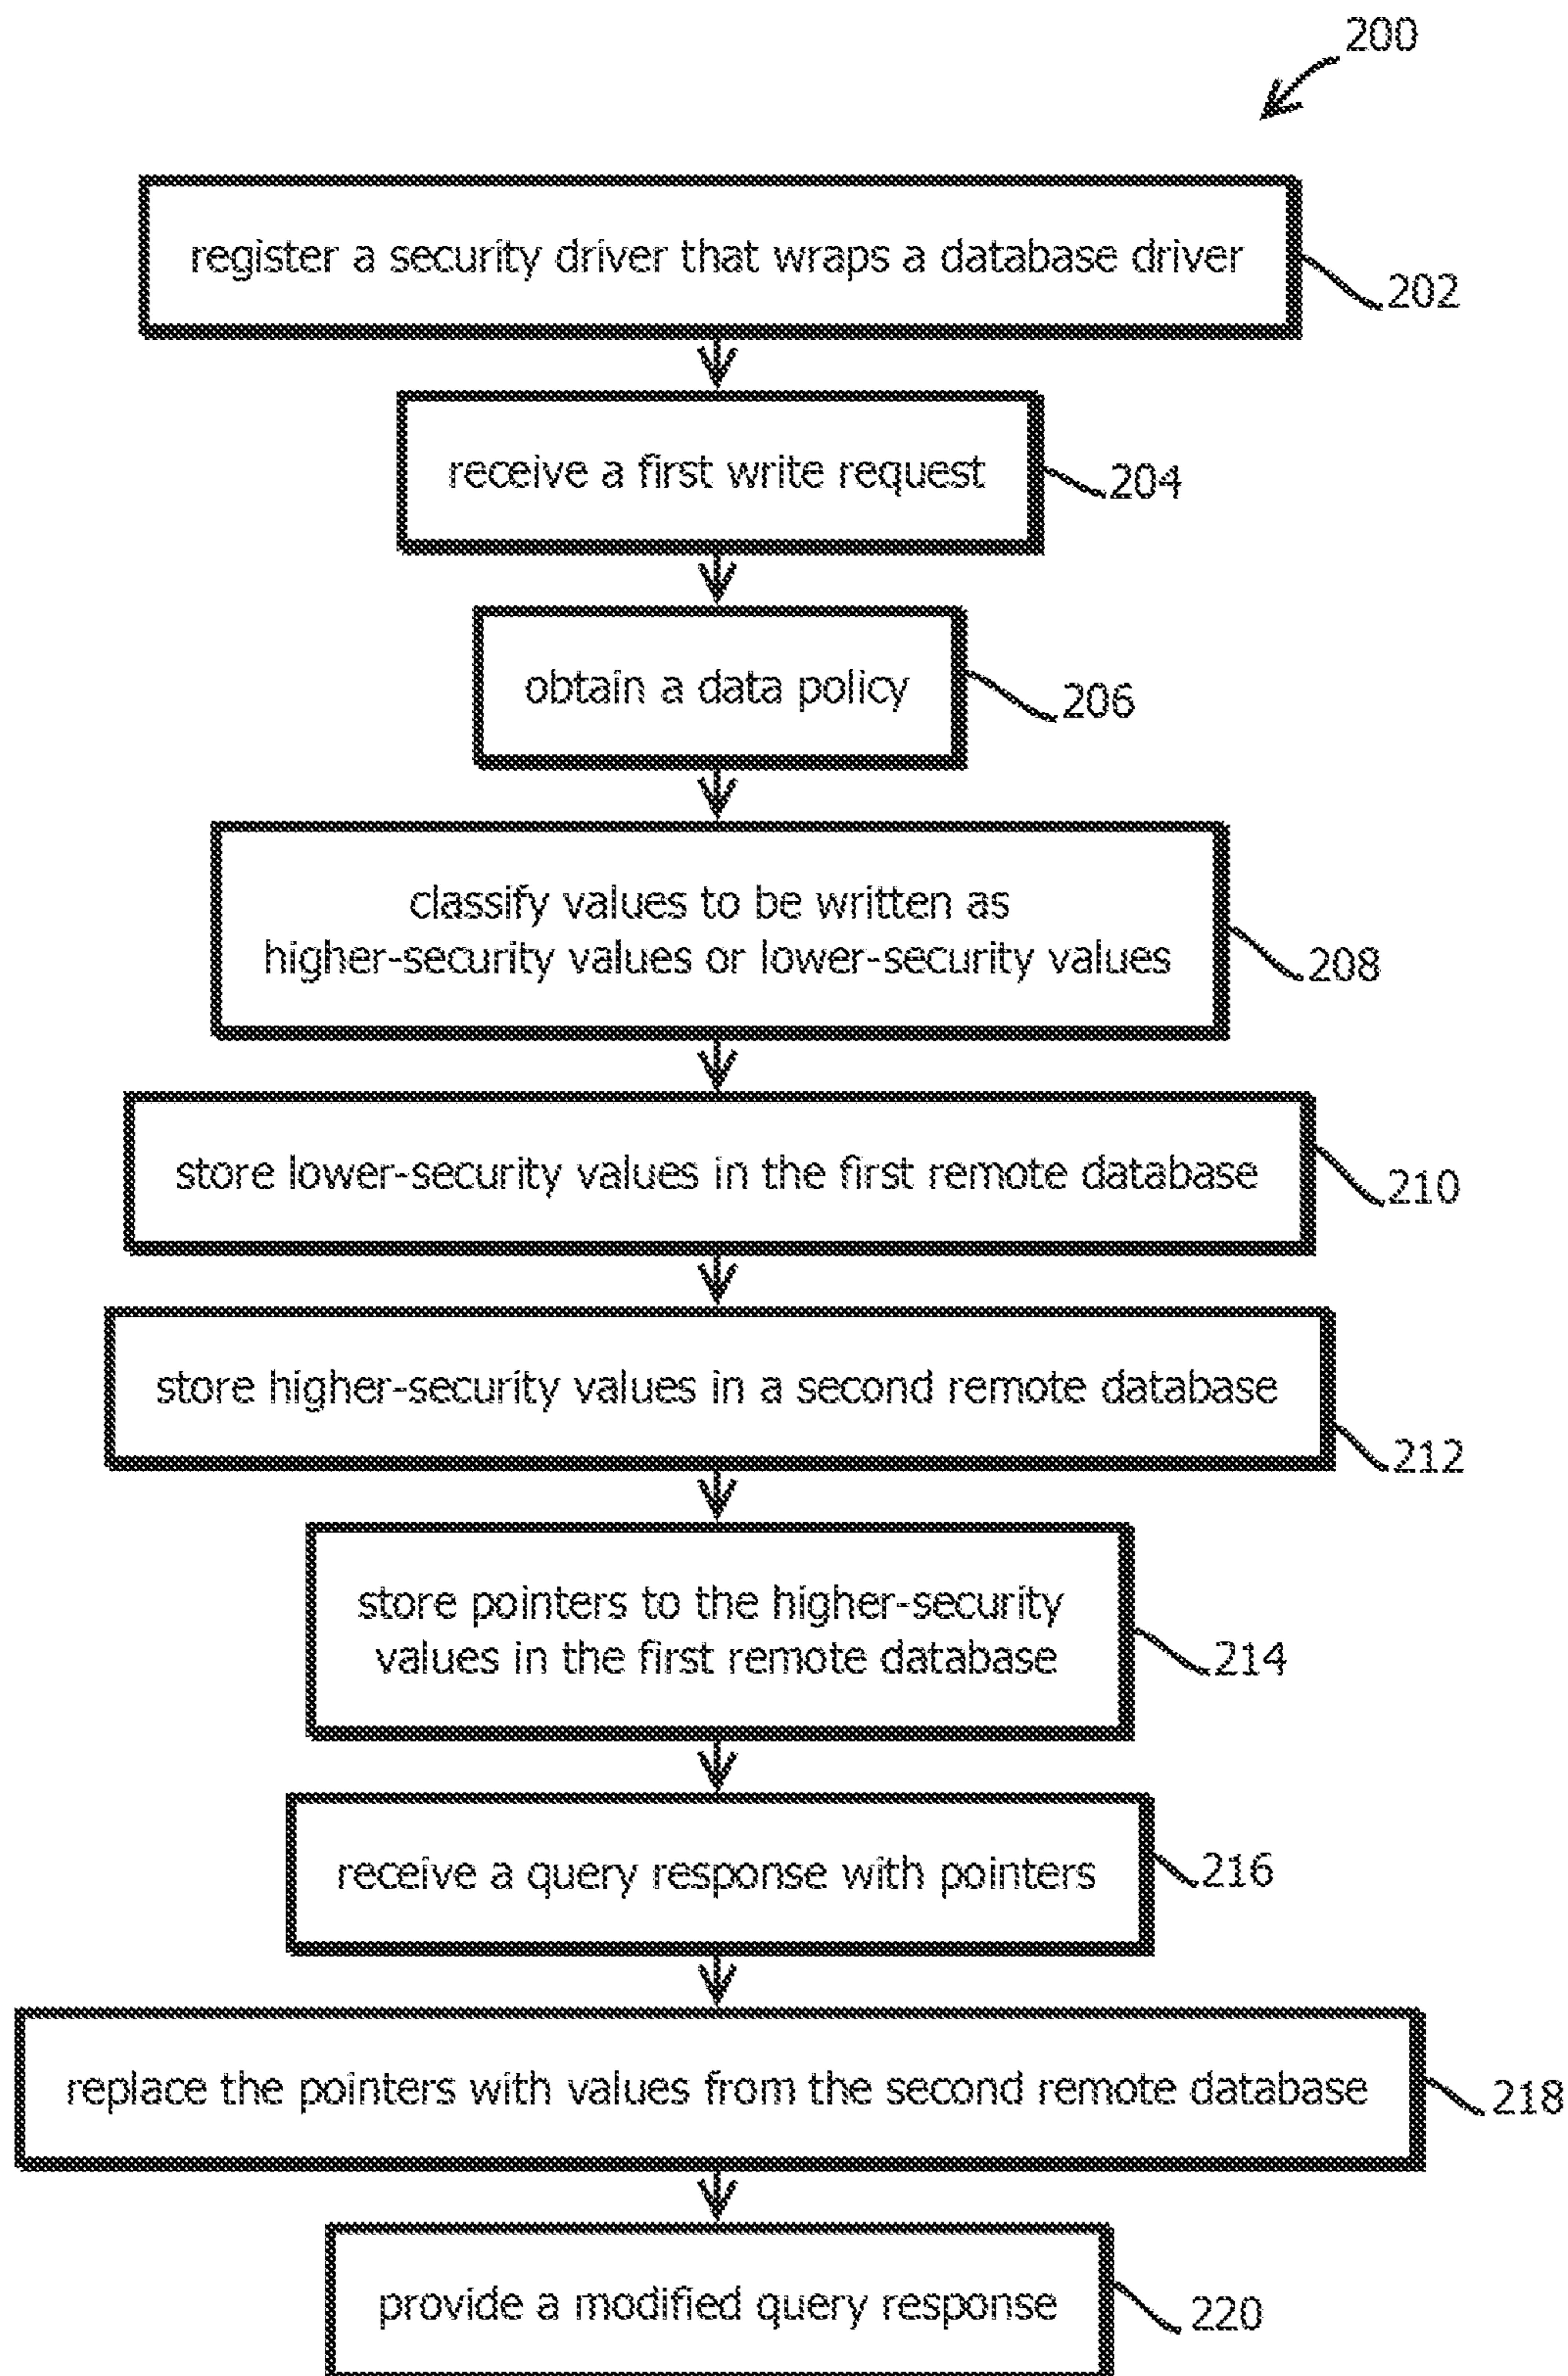 200
register a security driver that wraps a database driver
202
receive a first write request
204
obtain a data policy
206
classify values to be written as
higher-security values or lower-security values
208
store lower-security values in the first remote database
210
store higher-security values in a second remote database
212
store pointers to the higher-security
values in the first remote database
214
receive a query response with pointers
216
replace the pointers with values from the second remote database
218
provide a modified query response
220